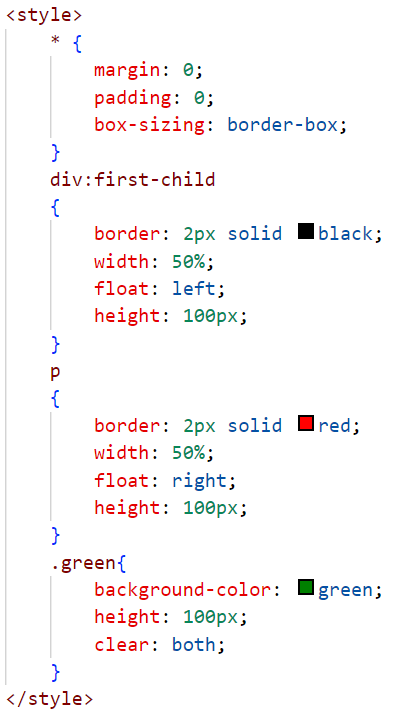 <style>
    * {
        margin: 0;
        padding: 0;
        box-sizing: border-box;
    }
    div:first-child
    {
        border: 2px solid black;
        width: 50%;
        float: left;
        height: 100px;
    }
    p
    {
        border: 2px solid red;
        width: 50%;
        float: right;
        height: 100px;
    }
    .green{
        background-color: green;
        height: 100px;
        clear: both;
    }
</style>